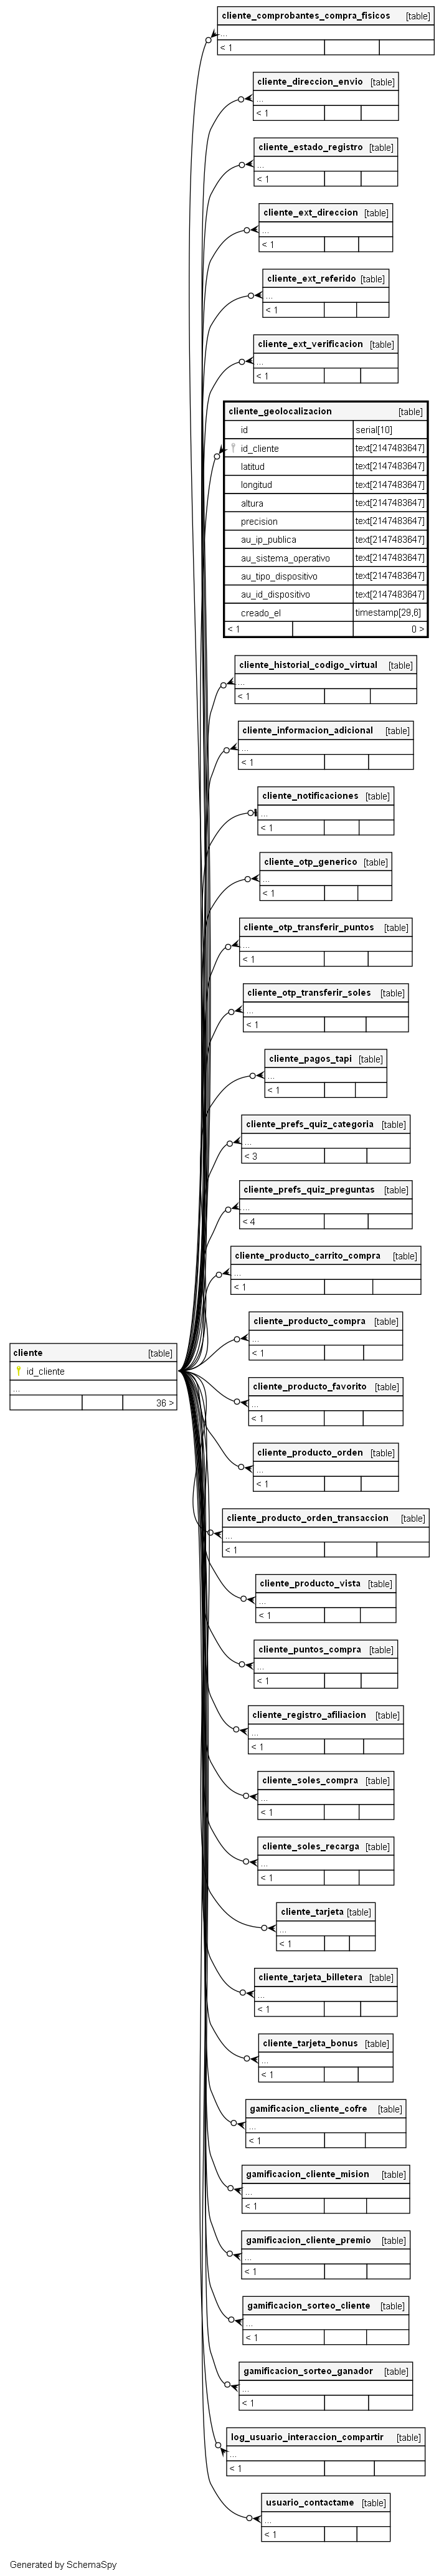 cliente_comprobantes_compra_fisicos [table]
...
< 1
cliente_direccion_envio [table]
...
< 1
cliente_estado_registro [table]
...
< 1
cliente_ext_direccion [table]
...
< 1
cliente_ext_referido [table]
...
< 1
cliente_ext_verificacion [table]
...
< 1
cliente_geolocalizacion [table]
id serial[10]
id_cliente text[2147483647]
latitud text[2147483647]
longitud text[2147483647]
altura text[2147483647]
precision text[2147483647]
au_ip_publica text[2147483647]
au_sistema_operativo text[2147483647]
au_tipo_dispositivo text[2147483647]
au_id_dispositivo text[2147483647]
creado_el timestamp[29,6]
< 1 0 >
cliente_historial_codigo_virtual [table]
...
< 1
cliente_informacion_adicional [table]
...
< 1
cliente_notificaciones [table]
...
< 1
cliente_otp_generico [table]
...
< 1
cliente_otp_transferir_puntos [table]
...
< 1
cliente_otp_transferir_soles [table]
...
< 1
cliente_pagos_tapi [table]
...
< 1
cliente_prefs_quiz_categoria [table]
...
< 3
cliente_prefs_quiz_preguntas [table]
...
< 4
cliente_producto_carrito_compra [table]
...
< 1
cliente_producto_compra [table]
...
< 1
cliente [table]
id_cliente
...
36 >
cliente_producto_favorito [table]
...
< 1
cliente_producto_orden [table]
...
< 1
cliente_producto_orden_transaccion [table]
...
< 1
cliente_producto_vista [table]
...
< 1
cliente_puntos_compra [table]
...
< 1
cliente_registro_afiliacion [table]
...
< 1
cliente_soles_compra [table]
...
< 1
cliente_soles_recarga [table]
...
< 1
cliente_tarjeta [table]
...
< 1
cliente_tarjeta_billetera [table]
...
< 1
cliente_tarjeta_bonus [table]
...
< 1
gamificacion_cliente_cofre [table]
...
< 1
gamificacion_cliente_mision [table]
...
< 1
gamificacion_cliente_premio [table]
...
< 1
gamificacion_sorteo_cliente [table]
...
< 1
gamificacion_sorteo_ganador [table]
...
< 1
log_usuario_interaccion_compartir [table]
...
< 1
usuario_contactame [table]
...
< 1
Generated by SchemaSpy